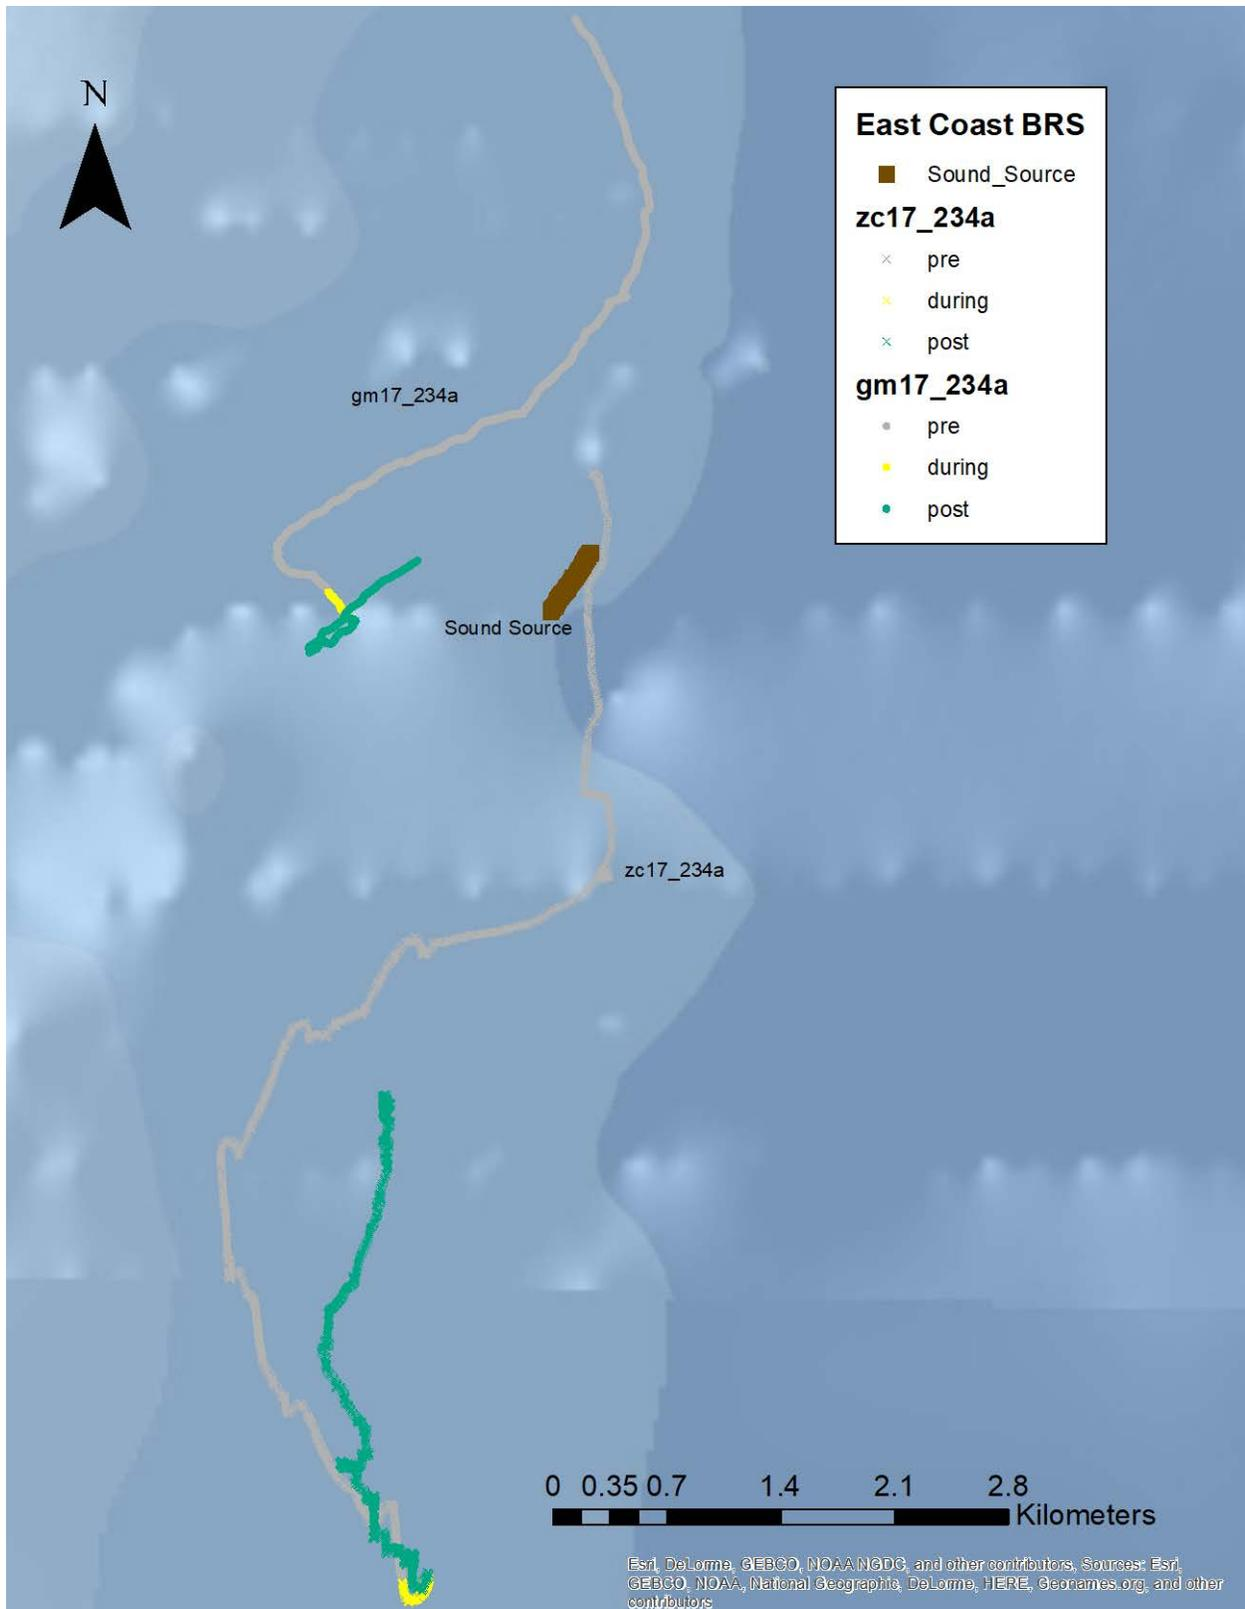 N
East Coast BRS
Sound_Source
zc17_234a
pre
during
post
gm17_234a
pre
during
post
gm17_234a
Sound Source
zc17_234a
0 0.35 0.7 1.4 2.1 2.8
Kilometers
Esri, DeLorme, GEBCO, NOAA NGDC, and other contributors, Sources: Esri,
GEBCO, NOAA, National Geographic, DeLorme, HERE, Geonames.org, and other
contributors